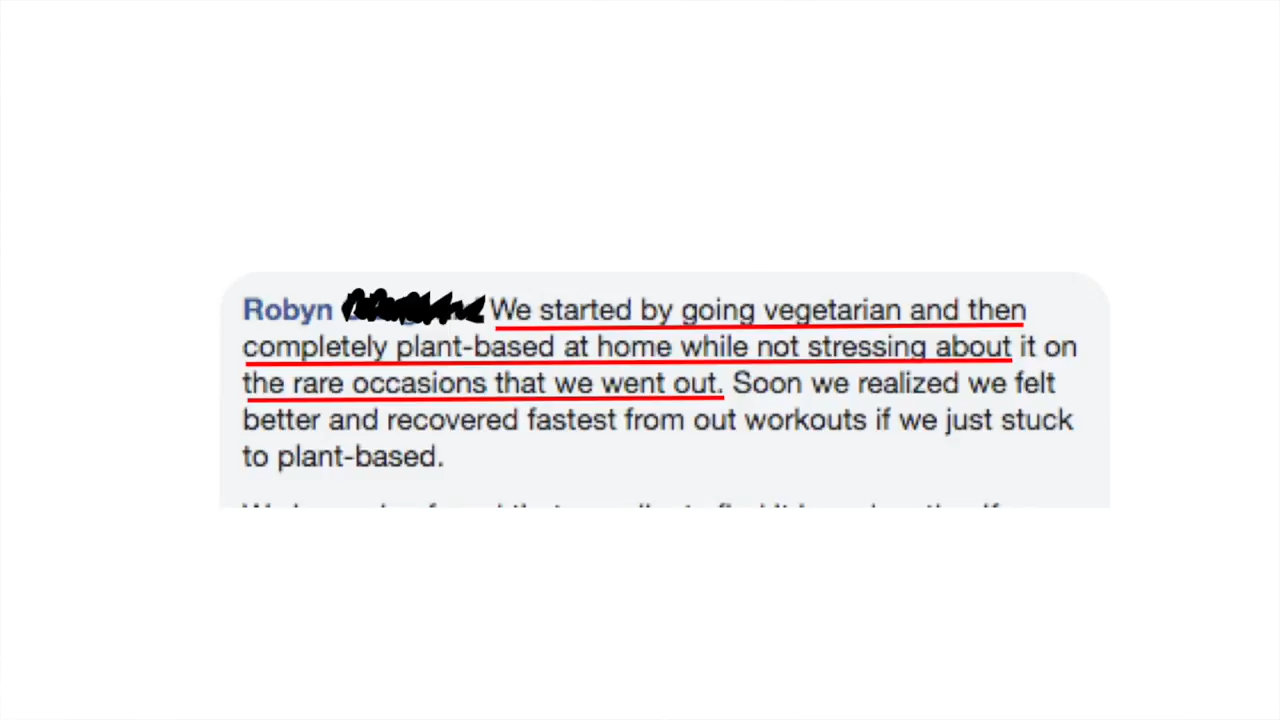 Robyn We started by going vegetarian and then
completely plant-based at home while not stressing about it on
the rare occasions that we went out. Soon we realized we felt
better and recovered fastest from out workouts if we just stuck
to plant-based.